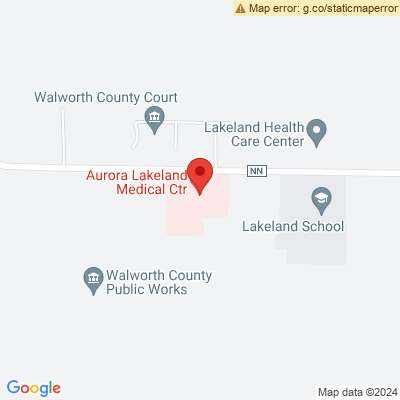 Map error: g.co/staticmaperror
Walworth County Court
Lakeland Health
Care Center
NN
Aurora Lakeland
Medical Ctr
Lakeland School
Walworth County
Public Works
Google
Map data ©2024